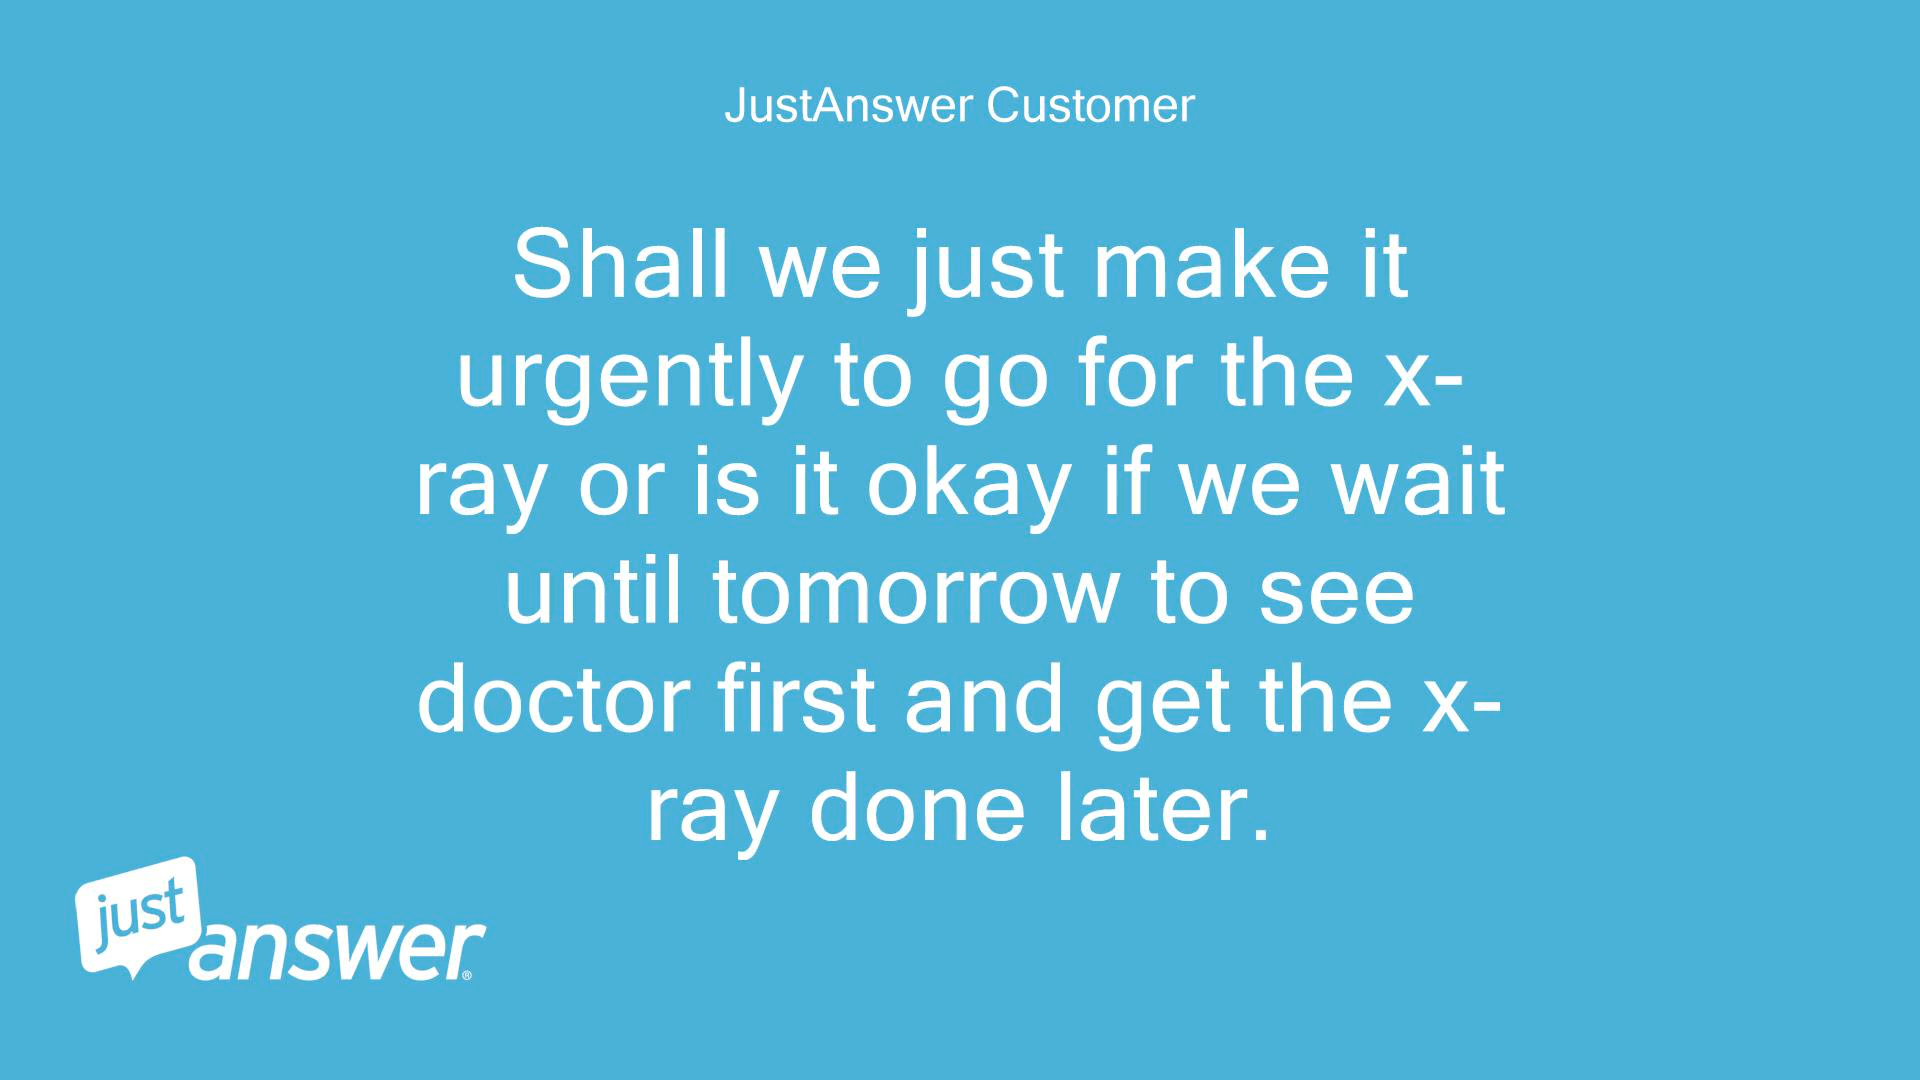 JustAnswer Customer
Shall we just make it
urgently to go for the x-
ray or is it okay if we wait
until tomorrow to see
doctor first and get the x-
ray done later.
just
answer®